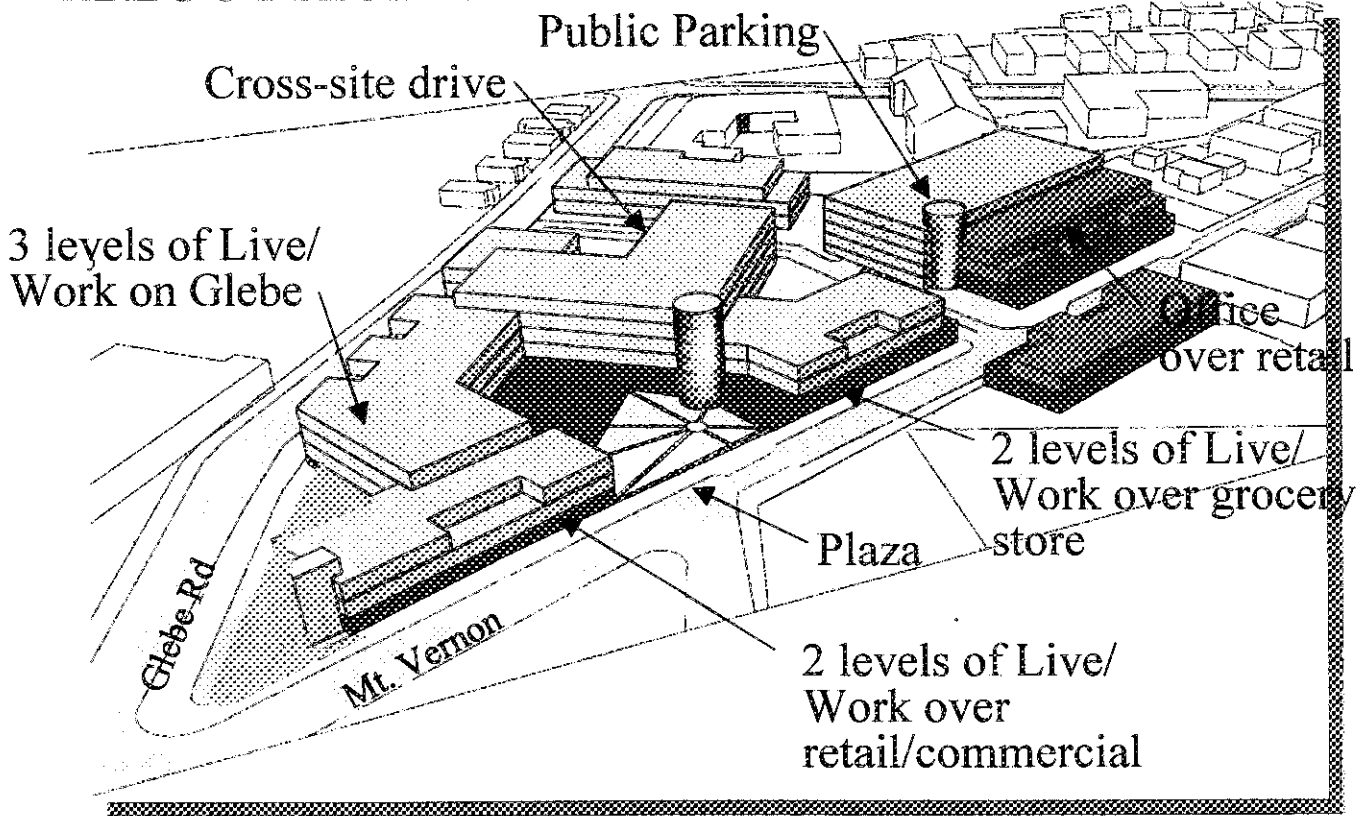 Public Parking
Cross-site drive
3 levels of Live/
Work on Glebe
Office
over retail
2 levels of Live/
Work over grocery
store
Plaza
Glebe Rd
Mt. Vernon
2 levels of Live/
Work over
retail/commercial